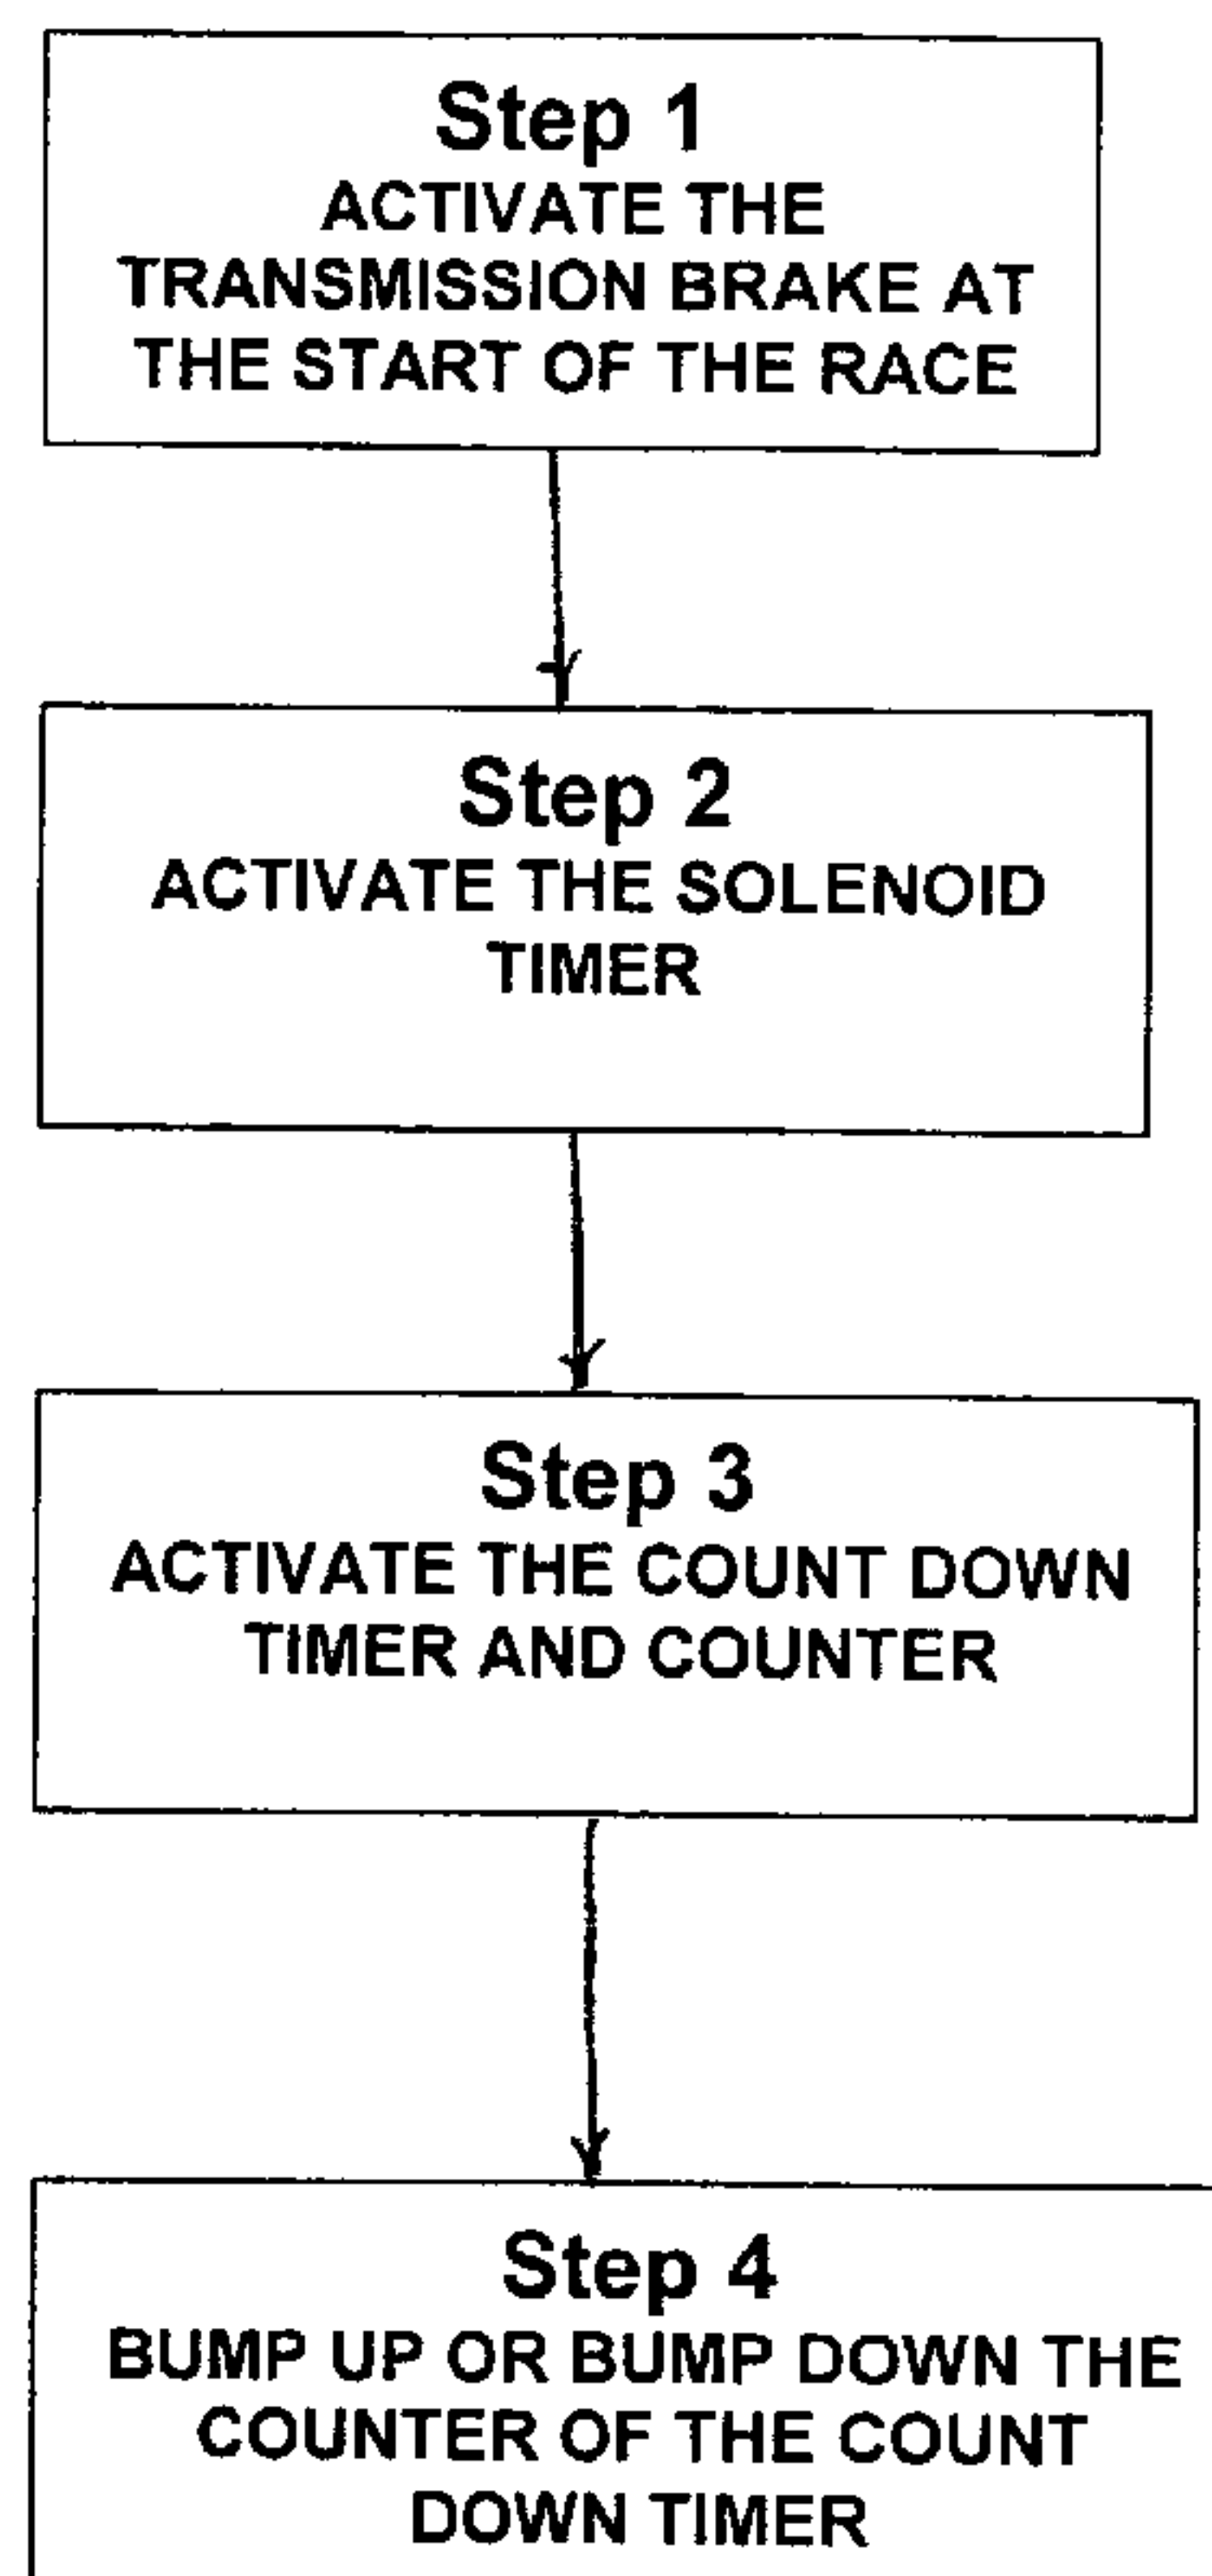 Step 1
ACTIVATE THE
TRANSMISSION BRAKE AT
THE START OF THE RACE
Step 2
ACTIVATE THE SOLENOID
TIMER
Step 3
ACTIVATE THE COUNT DOWN
TIMER AND COUNTER
Step 4
BUMP UP OR BUMP DOWN THE
COUNTER OF THE COUNT
DOWN TIMER